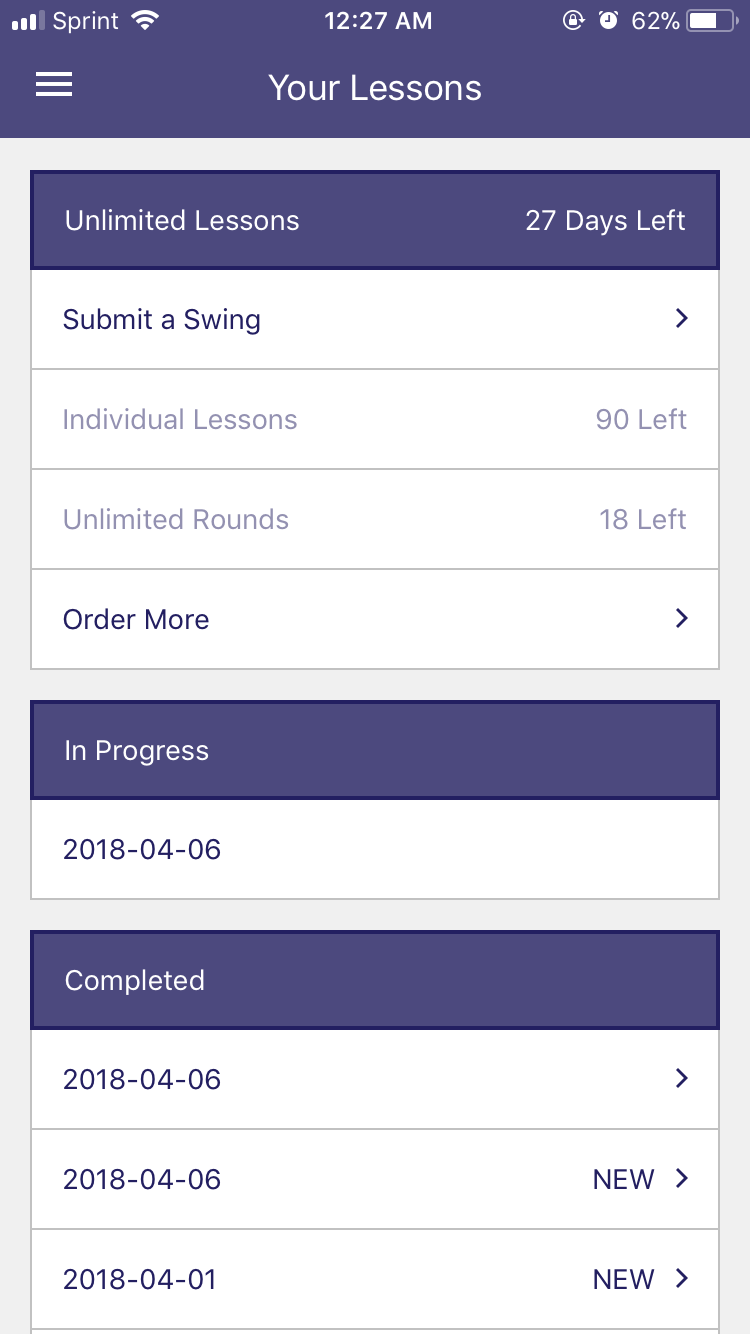 Sprint 12:27 AM 62%
Your Lessons
Unlimited Lessons 27 Days Left
Submit a Swing
Individual Lessons 90 Left
Unlimited Rounds 18 Left
Order More
In Progress
2018-04-06
Completed
2018-04-06
2018-04-06 NEW
2018-04-01 NEW